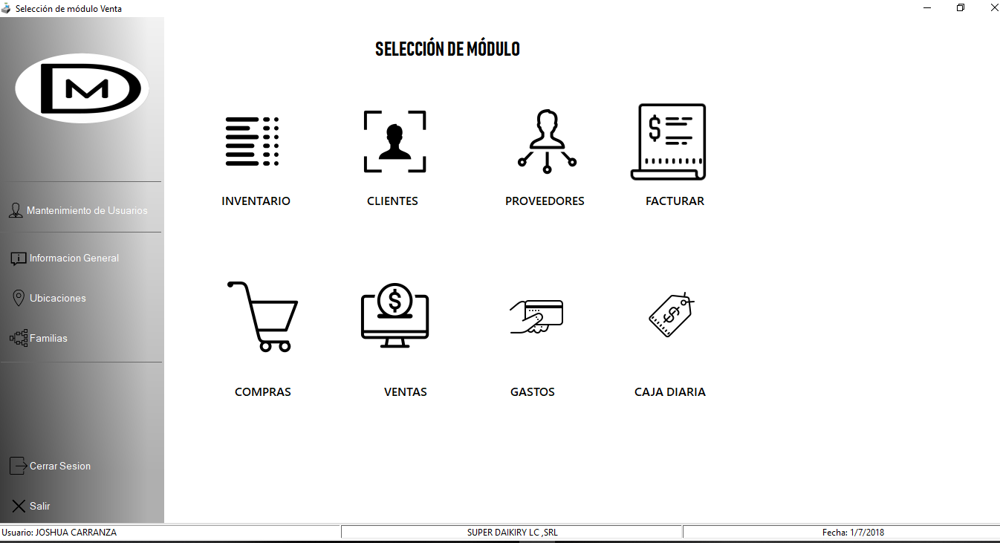 Selección de módulo Venta
SELECCIÓN DE MÓDULO
DM
Mantenimiento de Usuarios
Informacion General
Ubicaciones
Familias
Cerrar Sesion
Salir
INVENTARIO
CLIENTES
PROVEEDORES
FACTURAR
COMPRAS
VENTAS
GASTOS
CAJA DIARIA
Usuario: JOSHUA CARRANZA
SUPER DAIKIRY LC ,SRL
Fecha: 1/7/2018